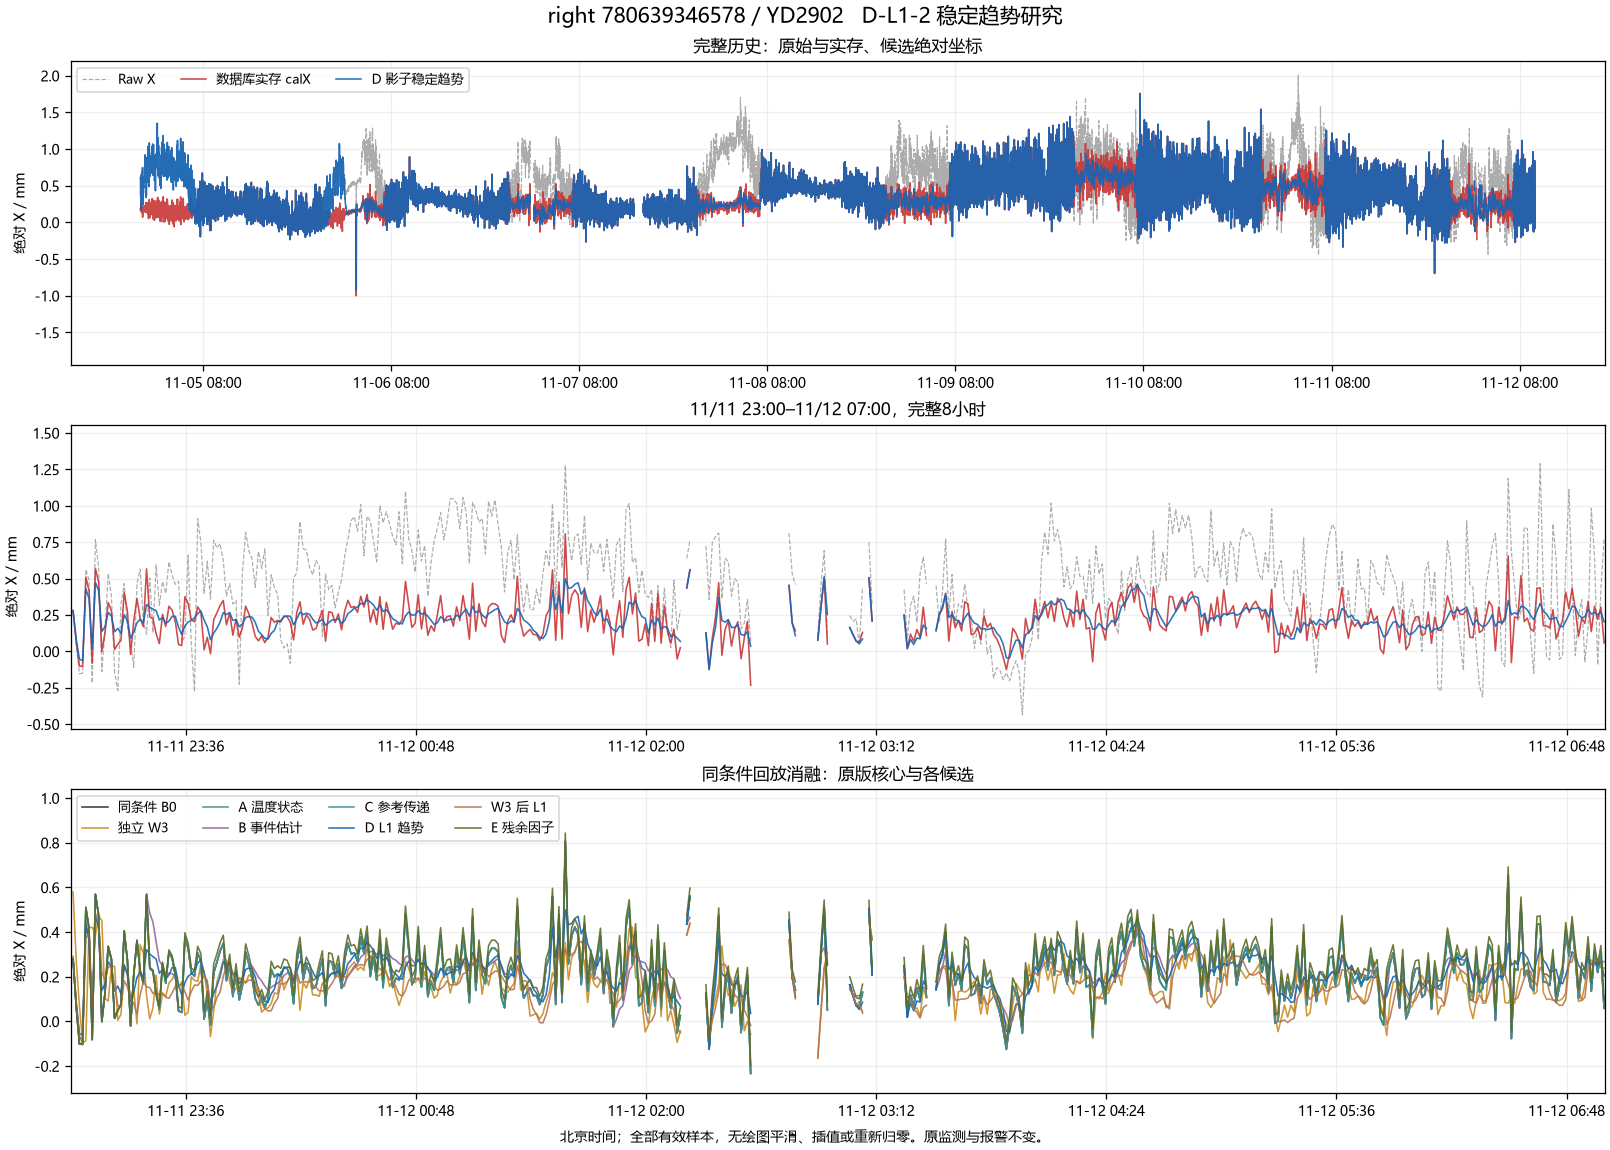 right 780639346578 / YD2902   D-L1-2 稳定趋势研究
完整历史：原始与实存、候选绝对坐标
Raw X   数据库实存 calX   D 影子稳定趋势
绝对 X / mm
2.0
1.5
1.0
0.5
0.0
-0.5
-1.0
-1.5
11-05 08:00   11-06 08:00   11-07 08:00   11-08 08:00   11-09 08:00   11-10 08:00   11-11 08:00   11-12 08:00
11/11 23:00–11/12 07:00，完整8小时
绝对 X / mm
1.50
1.25
1.00
0.75
0.50
0.25
0.00
-0.25
-0.50
11-11 23:36   11-12 00:48   11-12 02:00   11-12 03:12   11-12 04:24   11-12 05:36   11-12 06:48
同条件回放消融：原版核心与各候选
同条件 B0   A 温度状态   C 参考传递   W3 后 L1
独立 W3   B 事件估计   D L1 趋势   E 残余因子
绝对 X / mm
1.0
0.8
0.6
0.4
0.2
0.0
-0.2
11-11 23:36   11-12 00:48   11-12 02:00   11-12 03:12   11-12 04:24   11-12 05:36   11-12 06:48
北京时间；全部有效样本，无绘图平滑、插值或重新归零。原监测与报警不变。